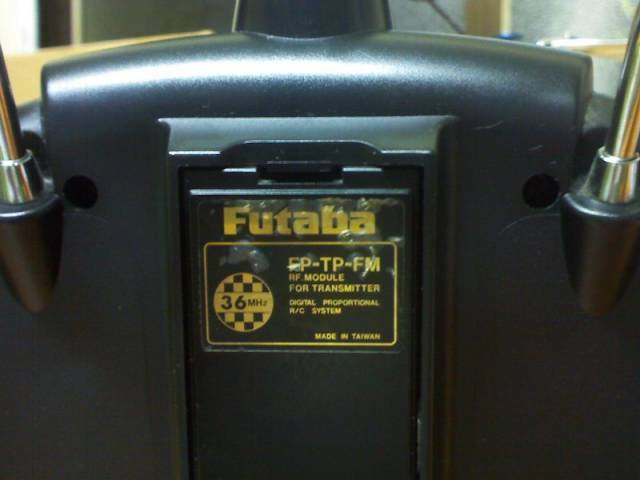 Futaba
FP-TP-FM
RF MODULE
FOR TRANSMITTER
36MHz
DIGITAL PROPORTIONAL
R/C SYSTEM
MADE IN TAIWAN